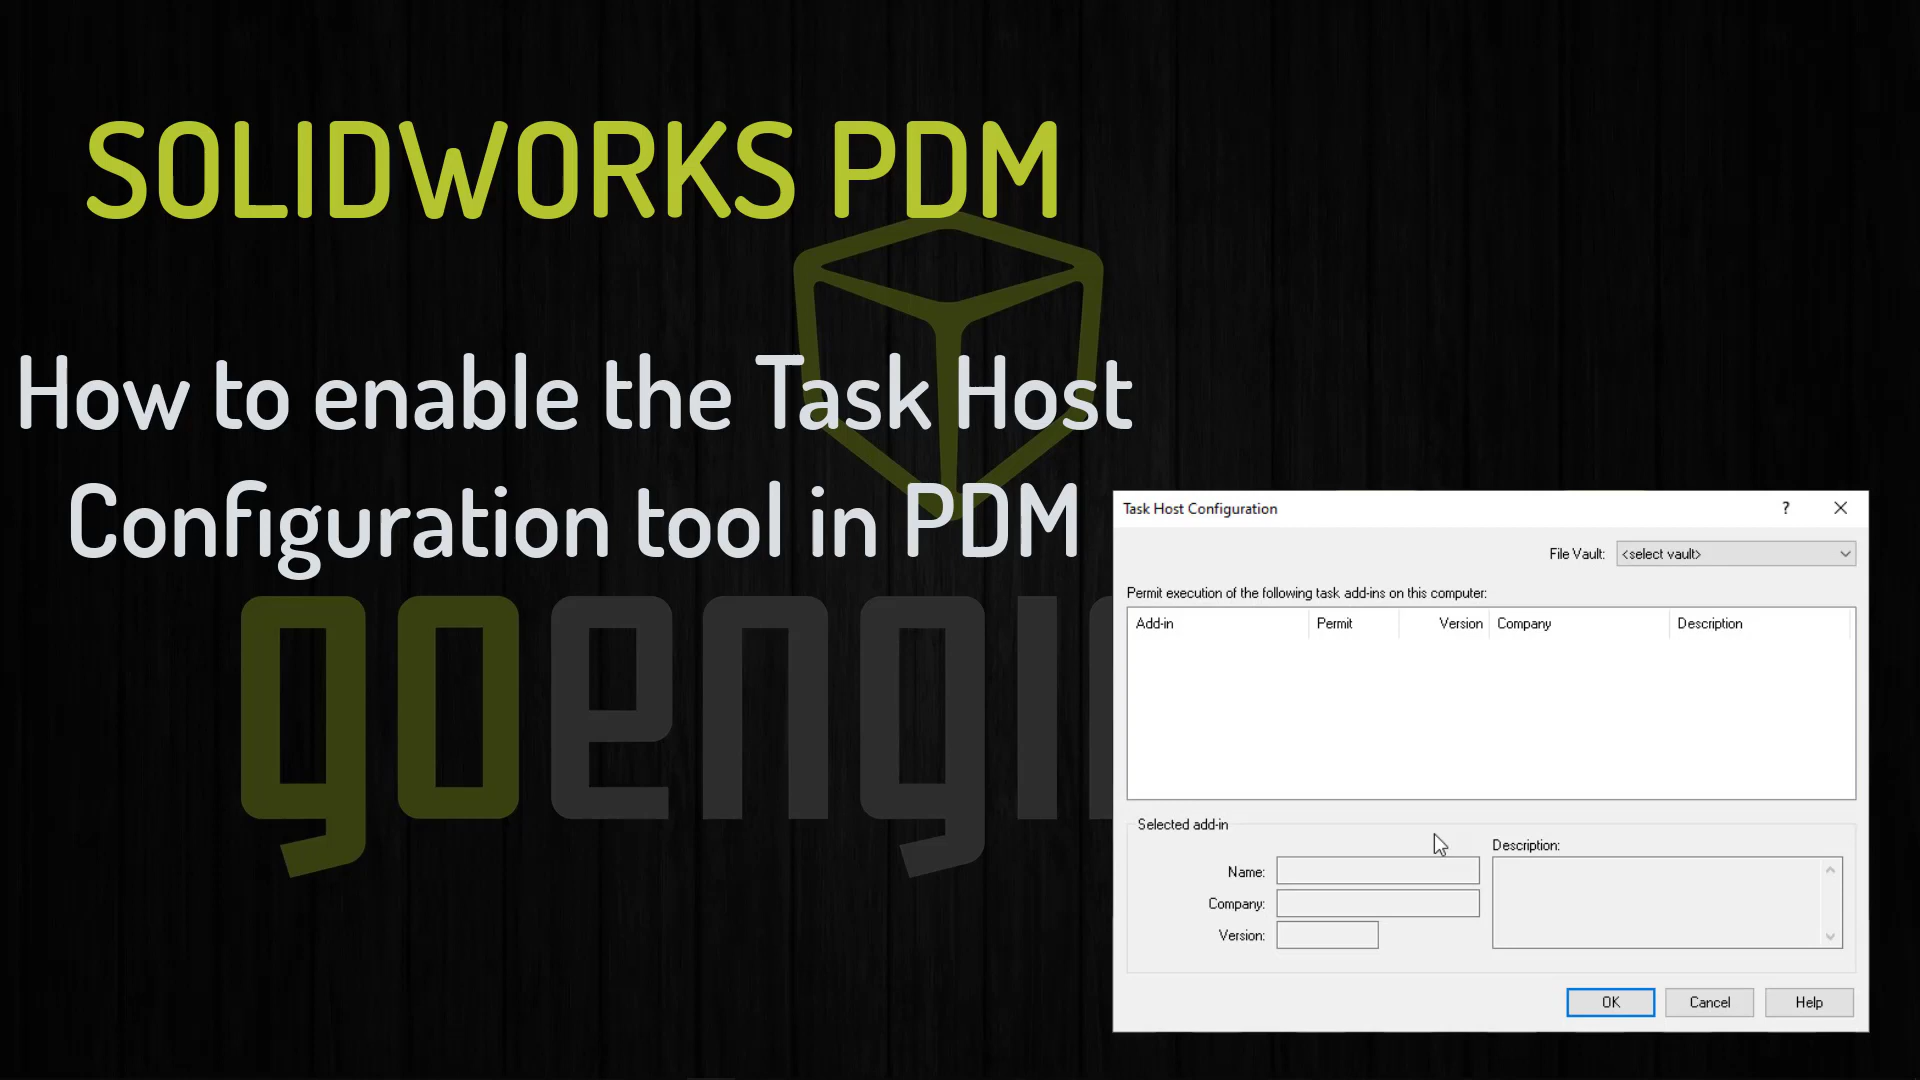 SOLIDWORKS PDM
How to enable the Task Host
Configuration tool in PDM
goengi
Task Host Configuration
?
File Vault: <select vault>
Permit execution of the following task add-ins on this computer:
Add-in Permit Version Company Description
Selected add-in
Description:
Name:
Company:
Version:
OK Cancel Help